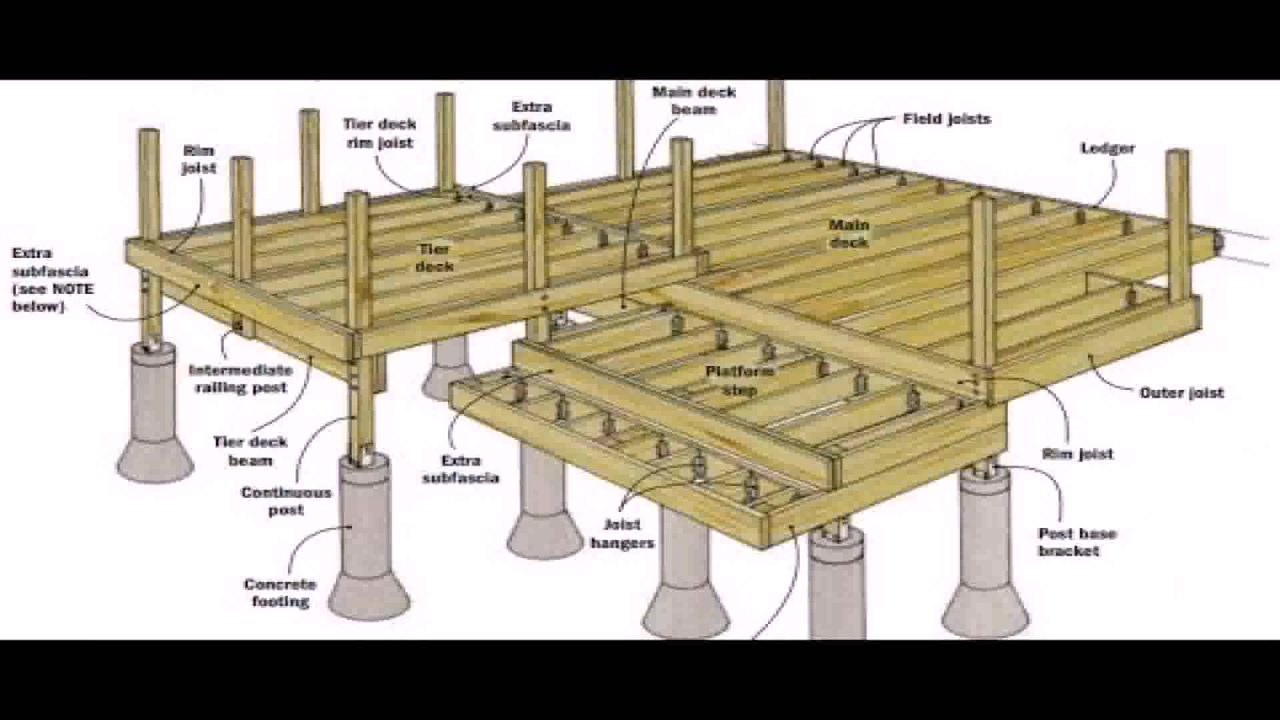 Main deck
beam
Extra
subfascia
Tier deck
rim joist
Field joists
Ledger
Rim
joist
Main
deck
Tier
deck
Extra
subfascia
(see NOTE
below)
Intermediate
railing post
Platform
step
Outer joist
Tier deck
beam
Extra
subfascia
Rim joist
Continuous
post
Joist
hangers
Post base
bracket
Concrete
footing